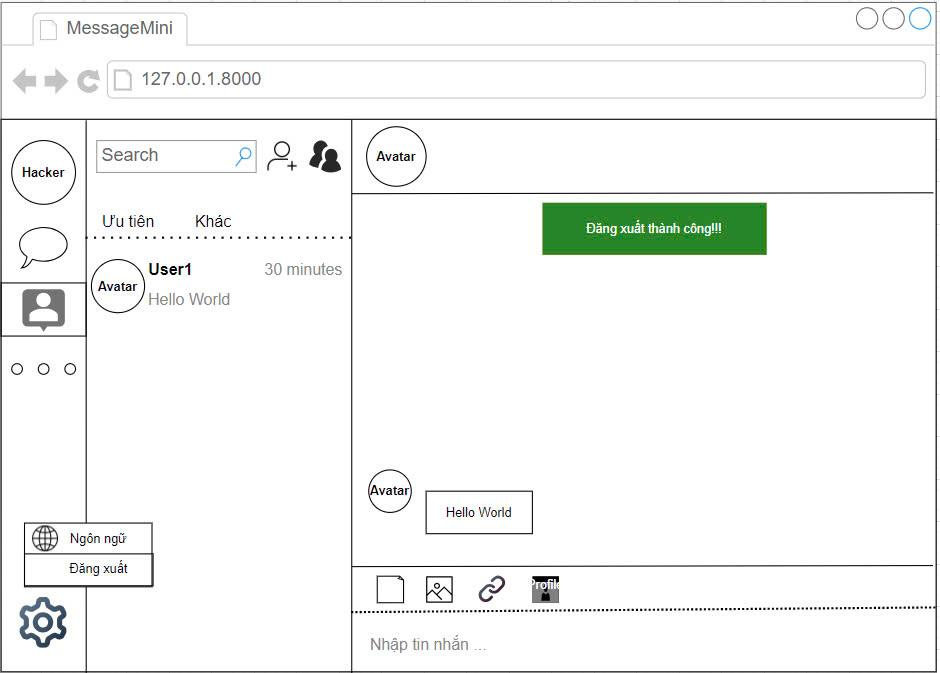 MessageMini
127.0.0.1.8000
Hacker
Search
Avatar
Ưu tiên Khác
Đăng xuất thành công!!!
Avatar
User1 30 minutes
Hello World
Avatar
Hello World
Ngôn ngữ
Đăng xuất
Profile
Nhập tin nhắn ...